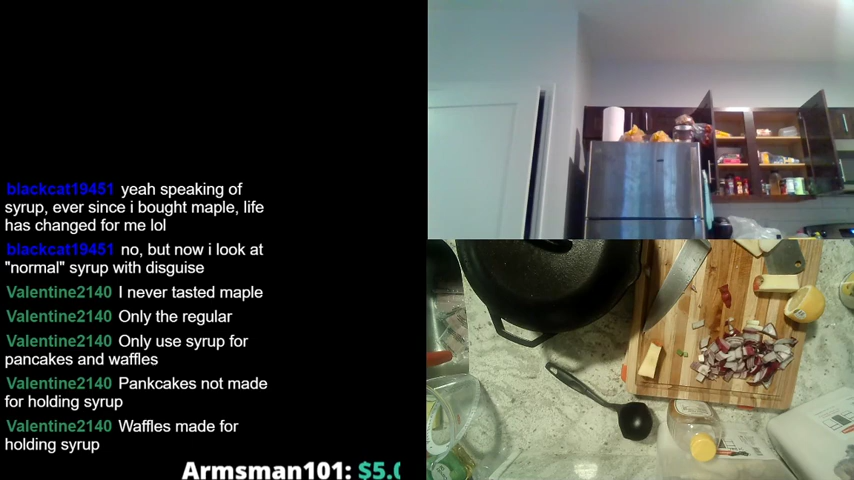 blackcat19451 yeah speaking of
syrup, ever since i bought maple, life
has changed for me lol
blackcat19451 no, but now i look at
"normal" syrup with disguise
Valentine2140 I never tasted maple
Valentine2140 Only the regular
Valentine2140 Only use syrup for
pancakes and waffles
Valentine2140 Pankcakes not made
for holding syrup
Valentine2140 Waffles made for
holding syrup
Armsman101: $5.0